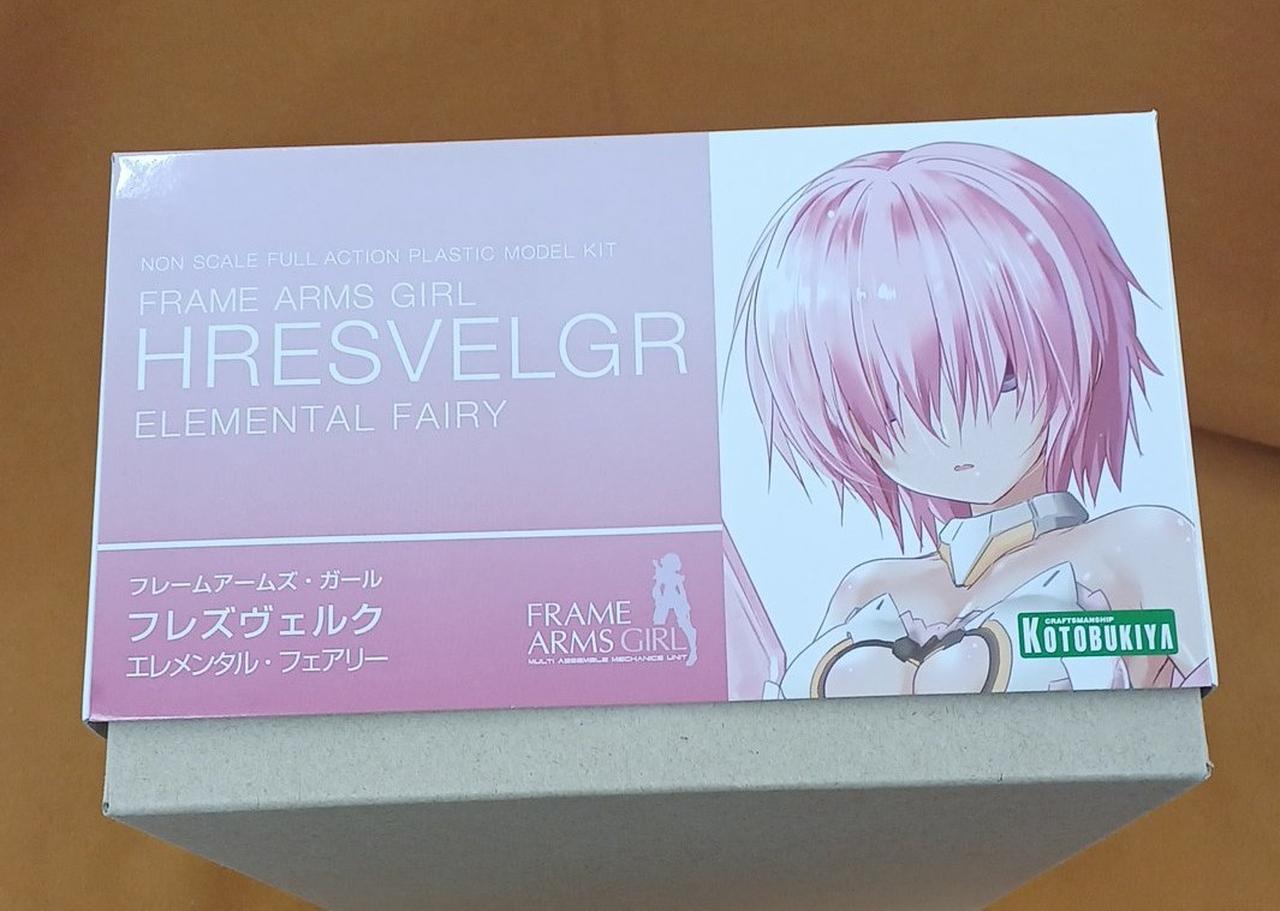 NON SCALE FULL ACTION PLASTIC MODEL KIT
FRAME ARMS GIRL
HRESVELGR
ELEMENTAL FAIRY
フレームアームズ・ガール
フレズヴェルク
エレメンタル・フェアリー
FRAME
ARMS GIRL
MULTI ASSEMBLE MECHANICS UNIT
CRAFTSMANSHIP
KOTOBUKIYA